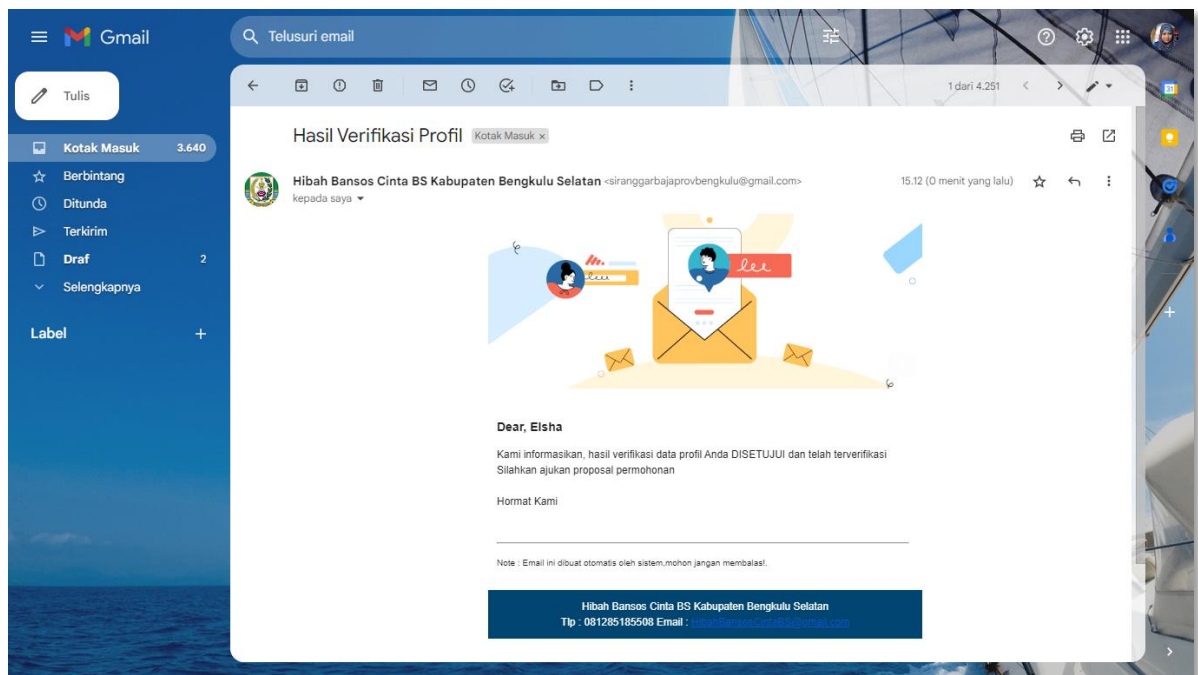 Gmail
Telusuri email
Tulis
1 dari 4.251
31
Hasil Verifikasi Profil Kotak Masuk ×
Kotak Masuk 3.640
Berbintang
Ditunda
Terkirim
Draf 2
Selengkapnya
Label +
Hibah Bansos Cinta BS Kabupaten Bengkulu Selatan <siranggarbajaprovbengkulu@gmail.com> 15.12 (0 menit yang lalu)
kepada saya
Dear, Elsha
Kami informasikan, hasil verifikasi data profil Anda DISETUJUI dan telah terverifikasi
Silahkan ajukan proposal permohonan
Hormat Kami
Note : Email ini dibuat otomatis oleh sistem,mohon jangan membalas!.
Hibah Bansos Cinta BS Kabupaten Bengkulu Selatan
Tlp : 081285185508 Email : HibahBansosCintaBS@gmail.com